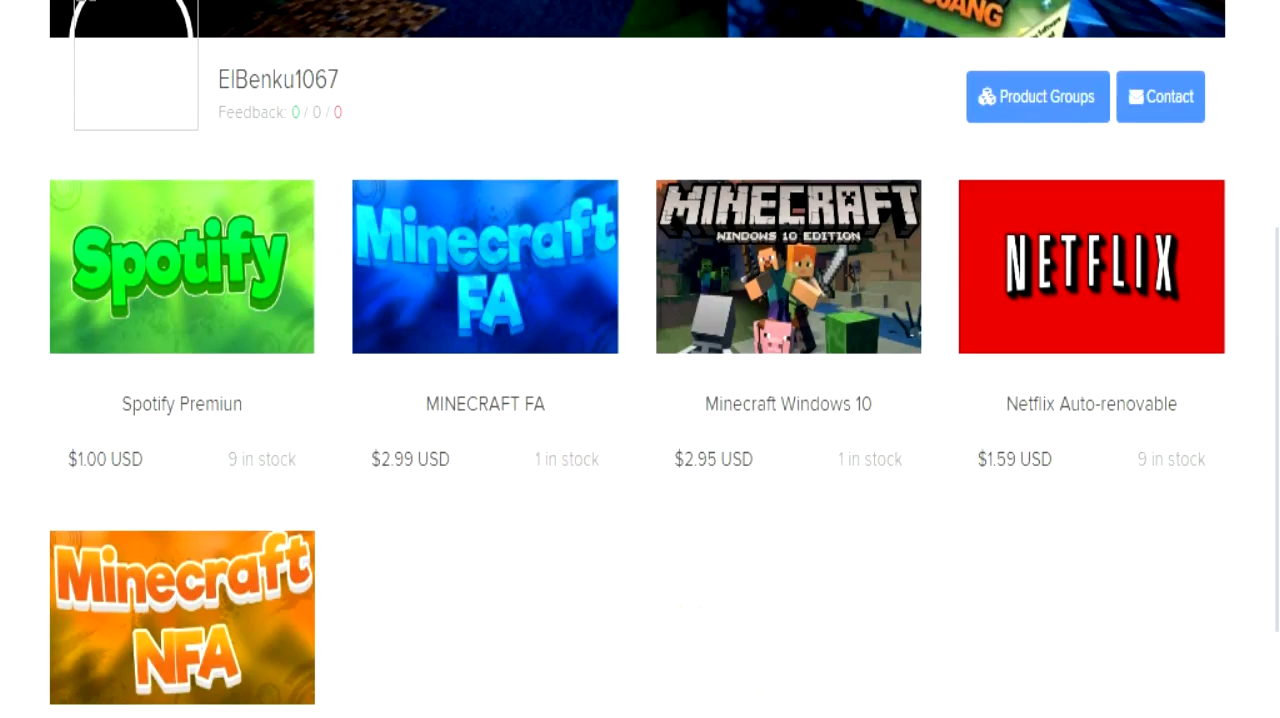 OJANG
ElBenku1067
Feedback: 0 / 0 / 0
Product Groups
Contact
Spotify
Minecraft
FA
MINECRAFT
WINDOWS 10 EDITION
NETFLIX
Spotify Premiun
MINECRAFT FA
Minecraft Windows 10
Netflix Auto-renovable
$1.00 USD
9 in stock
$2.99 USD
1 in stock
$2.95 USD
1 in stock
$1.59 USD
9 in stock
Minecraft
NFA